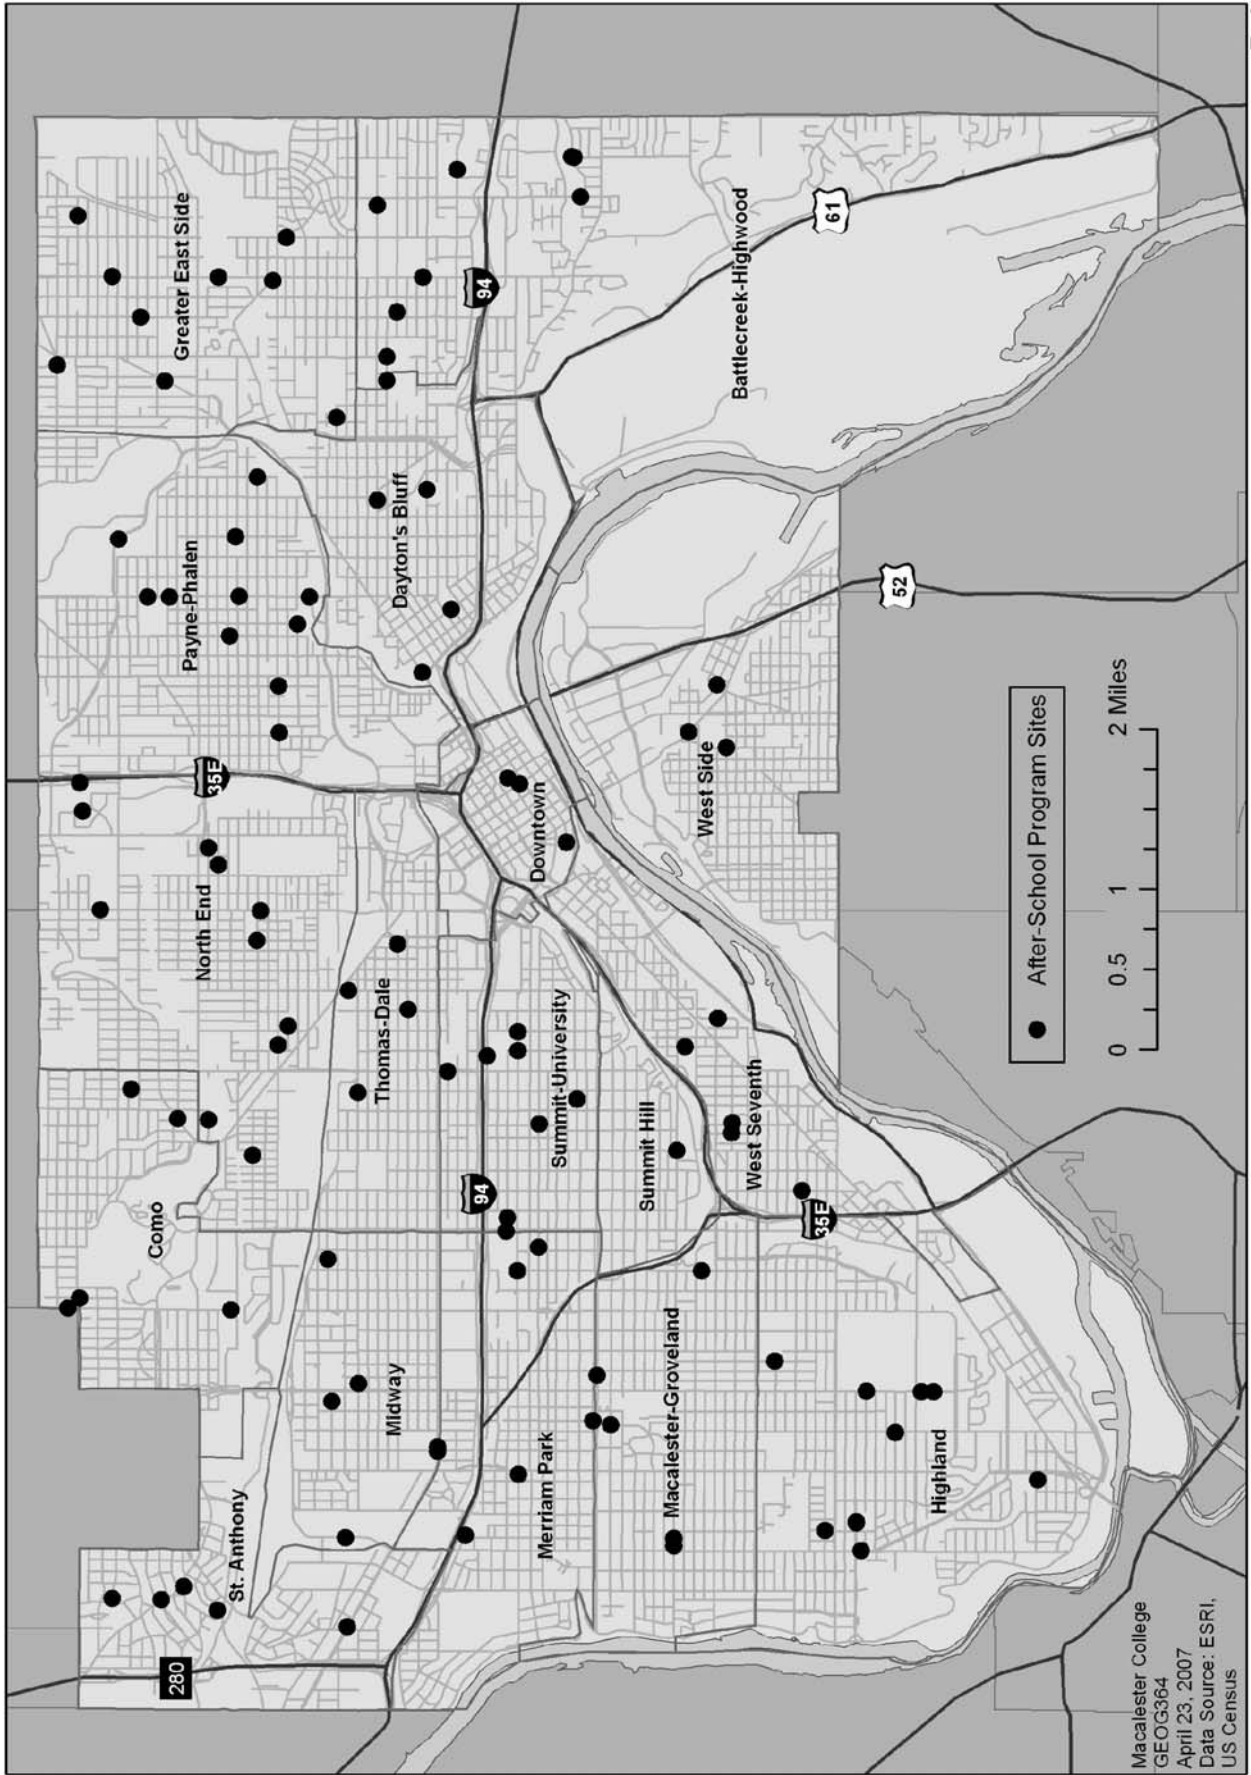 280
St. Anthony
Como
North End
35E
Payne-Phalen
Greater East Side
Midway
Thomas-Dale
Dayton's Bluff
94
94
Merriam Park
Summit-University
Downtown
Summit Hill
Macalester-Groveland
West Seventh
West Side
Battlecreek-Highwood
35E
61
52
Highland
After-School Program Sites
0 0.5 1 2 Miles
Macalester College
GEOG364
April 23, 2007
Data Source: ESRI,
US Census